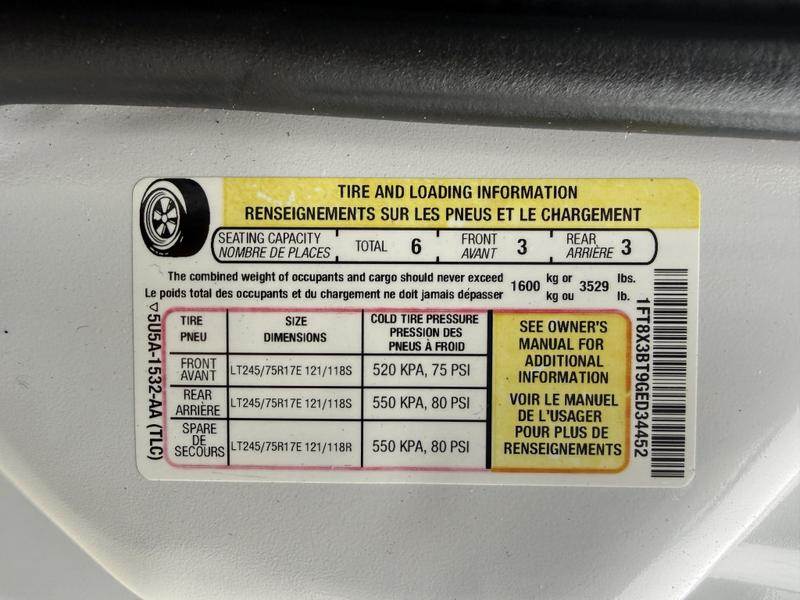 TIRE AND LOADING INFORMATION
RENSEIGNEMENTS SUR LES PNEUS ET LE CHARGEMENT
SEATING CAPACITY
NOMBRE DE PLACES
TOTAL 6
FRONT
AVANT
3
REAR
ARRIÈRE
3
The combined weight of occupants and cargo should never exceed
Le poids total des occupants et du chargement ne doit jamais dépasser
1600
kg or
kg ou
3529
lbs.
lb.
TIRE
PNEU
SIZE
DIMENSIONS
COLD TIRE PRESSURE
PRESSION DES
PNEUS À FROID
FRONT
AVANT
LT245/75R17E 121/118S
520 KPA, 75 PSI
REAR
ARRIÈRE
LT245/75R17E 121/118S
550 KPA, 80 PSI
SPARE
DE
SECOURS
LT245/75R17E 121/118R
550 KPA, 80 PSI
SEE OWNER'S
MANUAL FOR
ADDITIONAL
INFORMATION
VOIR LE MANUEL
DE L'USAGER
POUR PLUS DE
RENSEIGNEMENTS
5U5A-1532-AA (TLC)
1FT8X3BT9GED34452